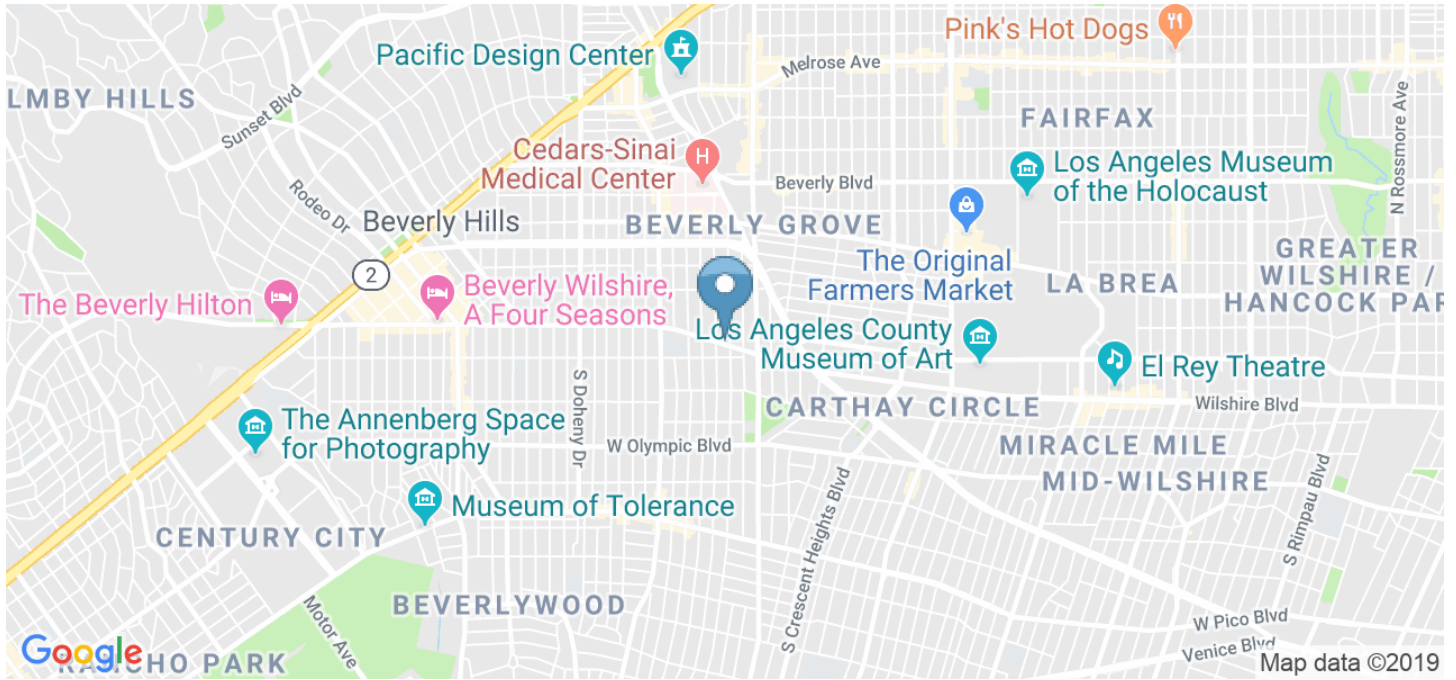 Pink's Hot Dogs
Pacific Design Center
Melrose Ave
LMBY HILLS
Sunset Blvd
FAIRFAX
N Rossmore Ave
Cedars-Sinai
Medical Center
H
Beverly Blvd
Los Angeles Museum
of the Holocaust
Rodeo Dr
Beverly Hills
BEVERLY GROVE
GREATER
WILSHIRE /
HANCOCK PAR
2
The Original
Farmers Market
LA BREA
The Beverly Hilton
Beverly Wilshire,
A Four Seasons
Los Angeles County
Museum of Art
El Rey Theatre
S Doheny Dr
CARTHAY CIRCLE
Wilshire Blvd
The Annenberg Space
for Photography
W Olympic Blvd
MIRACLE MILE
MID-WILSHIRE
S Rimpau Blvd
Museum of Tolerance
S Crescent Heights Blvd
CENTURY CITY
BEVERLYWOOD
Motor Ave
W Pico Blvd
Venice Blvd
Google
RANCHO PARK
Map data ©2019